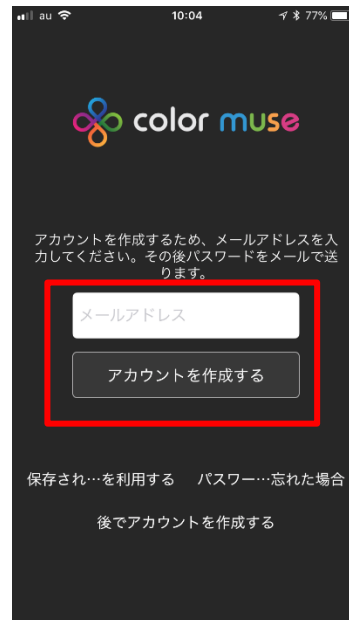 au 10:04 77%
color muse
アカウントを作成するため、メールアドレスを入
力してください。その後パスワードをメールで送
ります。
メールアドレス
アカウントを作成する
保存され…を利用する パスワー…忘れた場合
後でアカウントを作成する